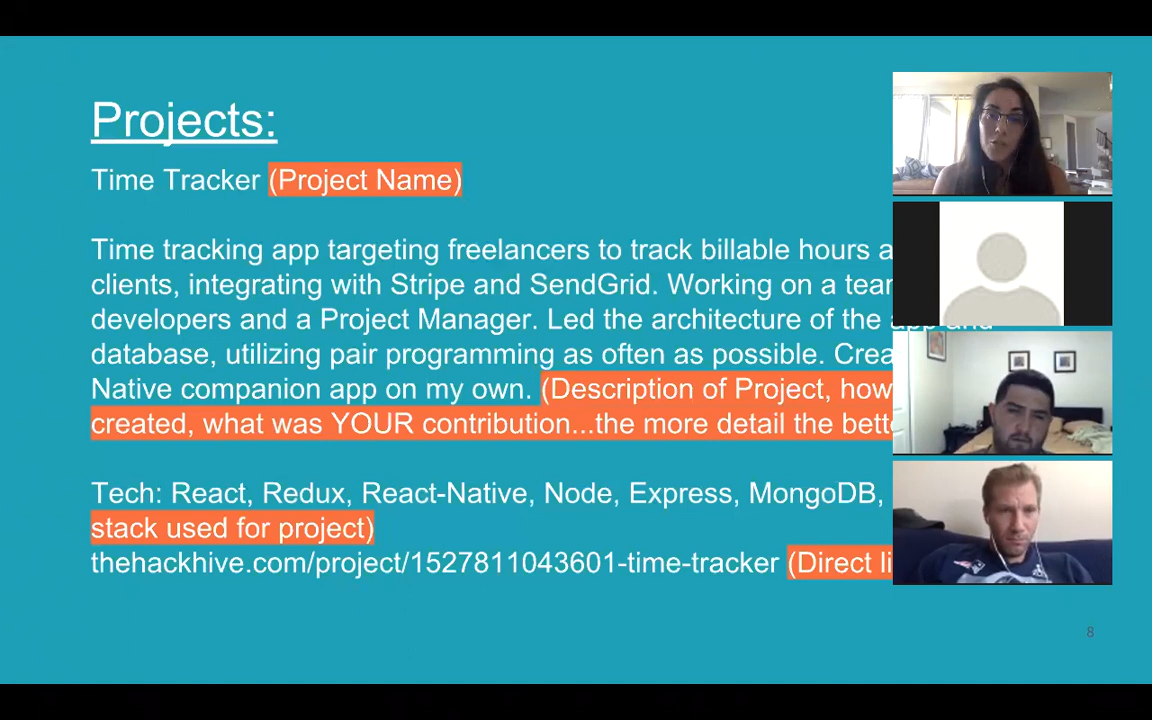 Projects:
Time Tracker (Project Name)
Time tracking app targeting freelancers to track billable hours a
clients, integrating with Stripe and SendGrid. Working on a team
developers and a Project Manager. Led the architecture of the app and
database, utilizing pair programming as often as possible. Crea
Native companion app on my own. (Description of Project, how
created, what was YOUR contribution...the more detail the bette
Tech: React, Redux, React-Native, Node, Express, MongoDB,
stack used for project)
thehackhive.com/project/1527811043601-time-tracker (Direct li
8